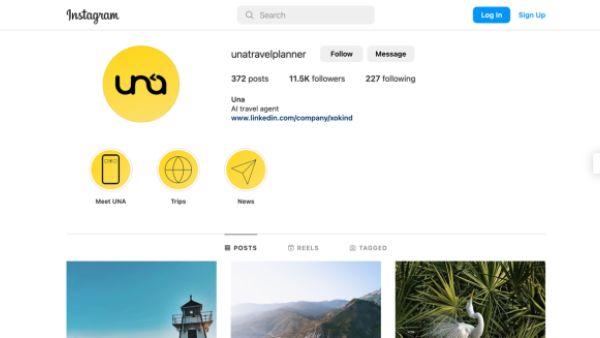 Instagram
Search
Log In
Sign Up
una
unatravelplanner
Follow
Message
372 posts
11.5K followers
227 following
Una
AI travel agent
www.linkedin.com/company/xokind
Meet UNA
Trips
News
POSTS
REELS
TAGGED